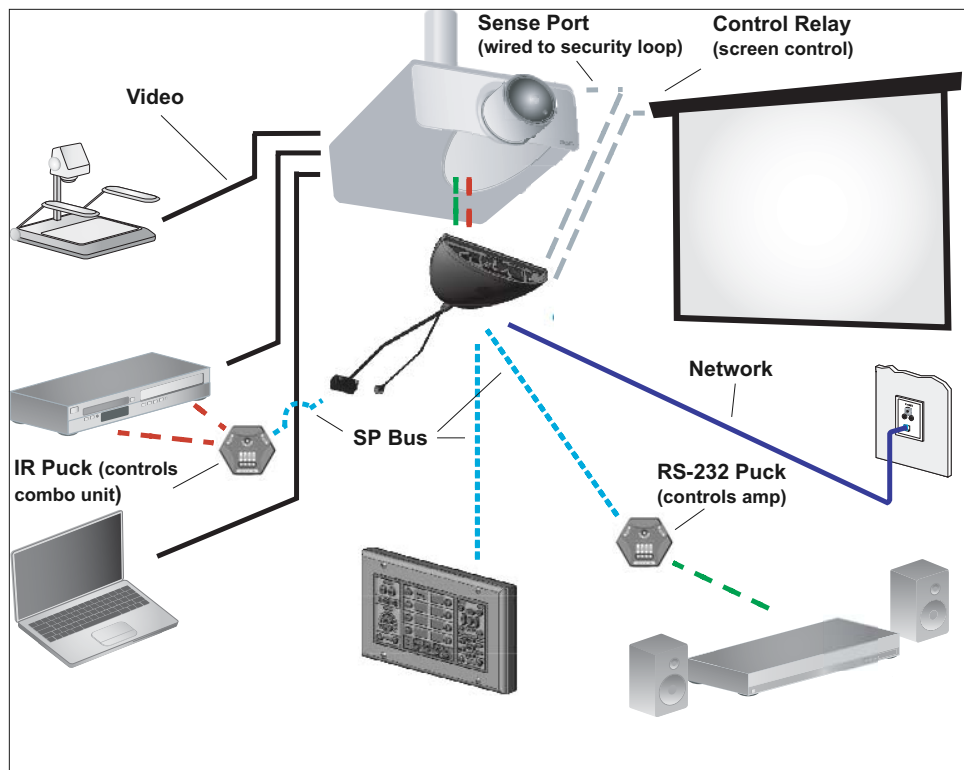 Sense Port
(wired to security loop)
Control Relay
(screen control)
Video
Network
SP Bus
IR Puck (controls
combo unit)
RS-232 Puck
(controls amp)